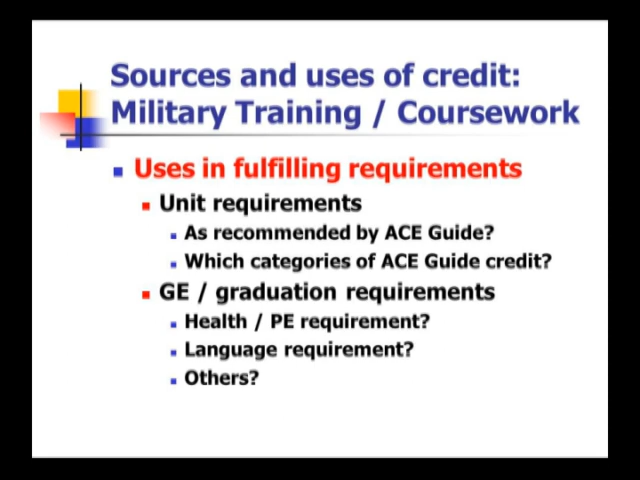 Sources and uses of credit:
Military Training / Coursework
Uses in fulfilling requirements
Unit requirements
As recommended by ACE Guide?
Which categories of ACE Guide credit?
GE / graduation requirements
Health / PE requirement?
Language requirement?
Others?